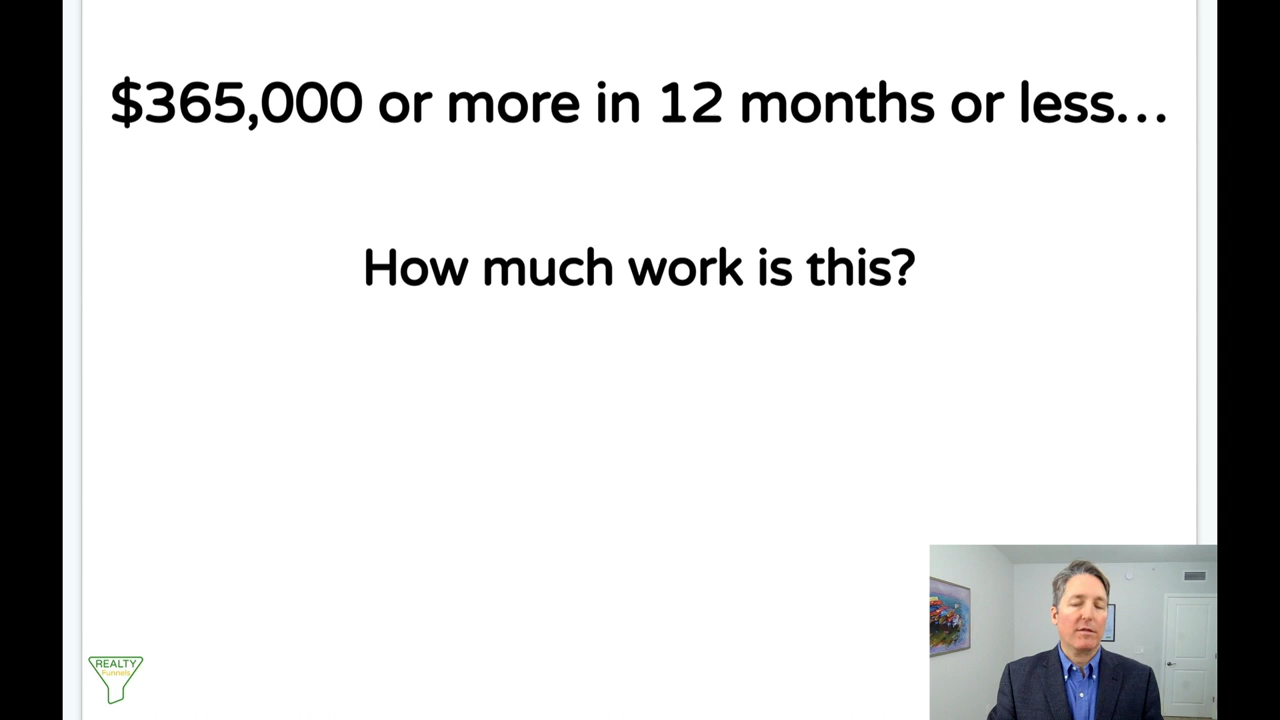 $365,000 or more in 12 months or less...
How much work is this?
REALTY
Funnels